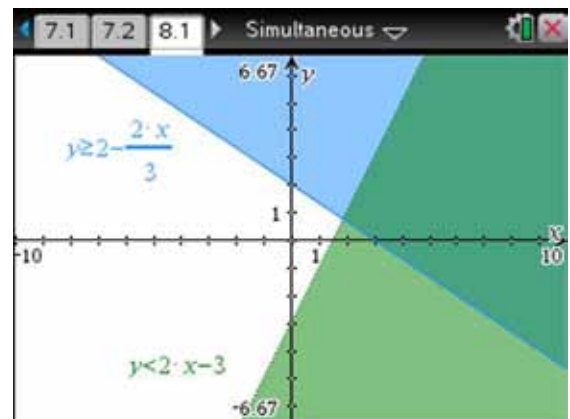 7.1 7.2 8.1 Simultaneous
6.67 y
y≥2-2·x/3
1
-10 1 x 10
y<2·x-3
-6.67